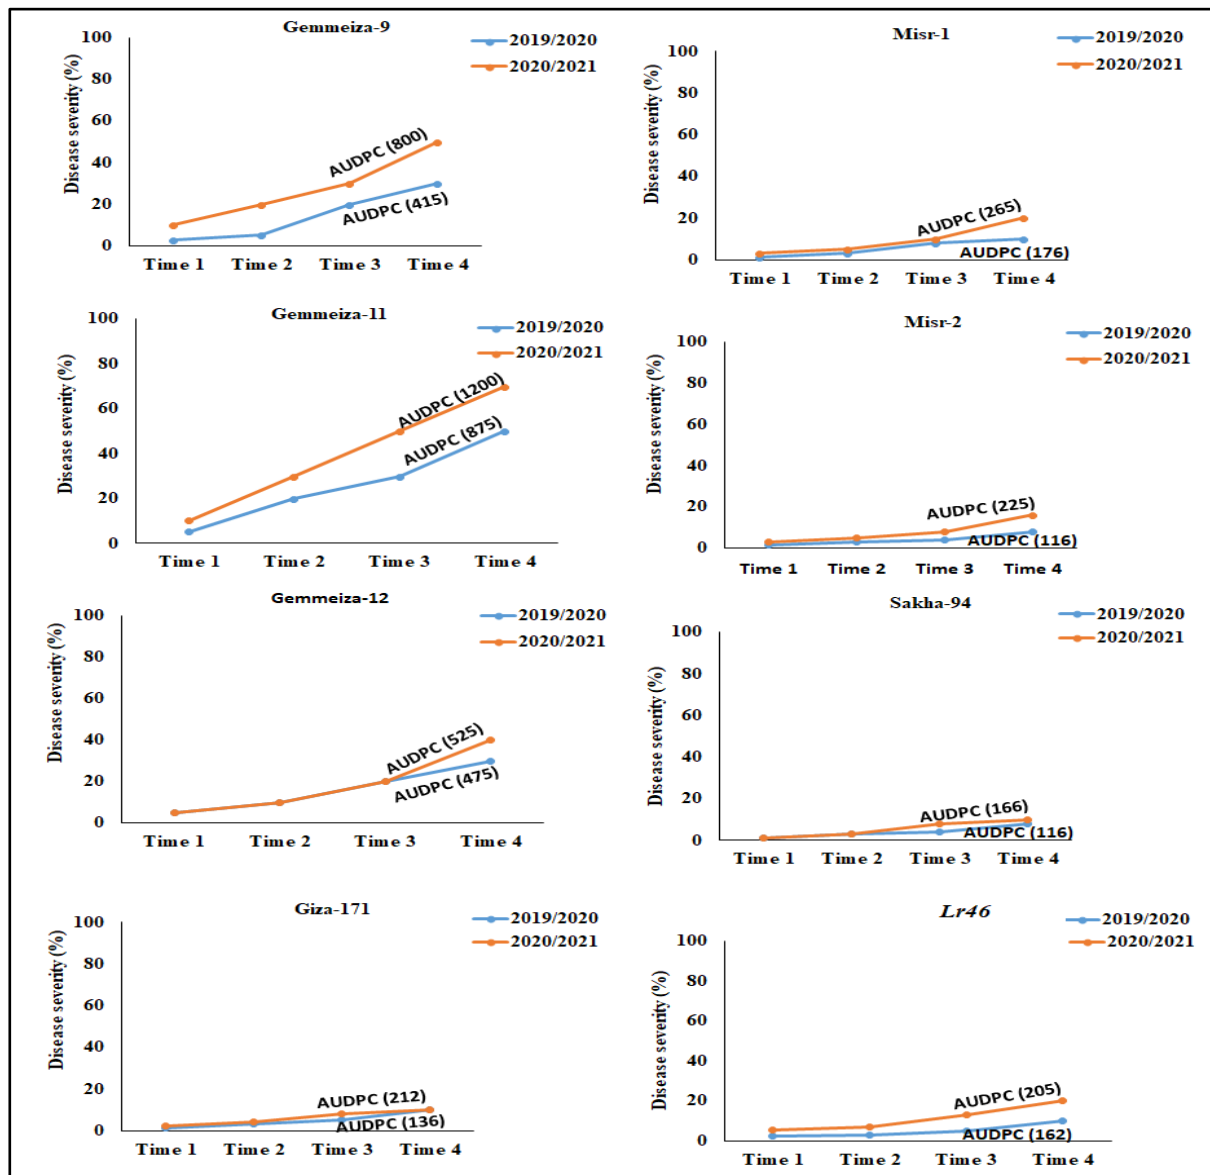 Gemmeiza-9
2019/2020
2020/2021
Disease severity (%)
100
80
60
40
20
0
AUDPC (800)
AUDPC (415)
Time 1 Time 2 Time 3 Time 4
Misr-1
2019/2020
2020/2021
Disease severity (%)
100
80
60
40
20
0
AUDPC (265)
AUDPC (176)
Time 1 Time 2 Time 3 Time 4
Gemmeiza-11
2019/2020
2020/2021
Disease severity (%)
100
80
60
40
20
0
AUDPC (1200)
AUDPC (875)
Time 1 Time 2 Time 3 Time 4
Misr-2
2019/2020
2020/2021
Disease severity (%)
100
80
60
40
20
0
AUDPC (225)
AUDPC (116)
Time 1 Time 2 Time 3 Time 4
Gemmeiza-12
2019/2020
2020/2021
Disease severity (%)
100
80
60
40
20
0
AUDPC (525)
AUDPC (475)
Time 1 Time 2 Time 3 Time 4
Sakha-94
2019/2020
2020/2021
Disease severity (%)
100
80
60
40
20
0
AUDPC (166)
AUDPC (116)
Time 1 Time 2 Time 3 Time 4
Giza-171
2019/2020
2020/2021
Disease severity (%)
100
80
60
40
20
0
AUDPC (212)
AUDPC (136)
Time 1 Time 2 Time 3 Time 4
Lr46
2019/2020
2020/2021
Disease severity (%)
100
80
60
40
20
0
AUDPC (205)
AUDPC (162)
Time 1 Time 2 Time 3 Time 4